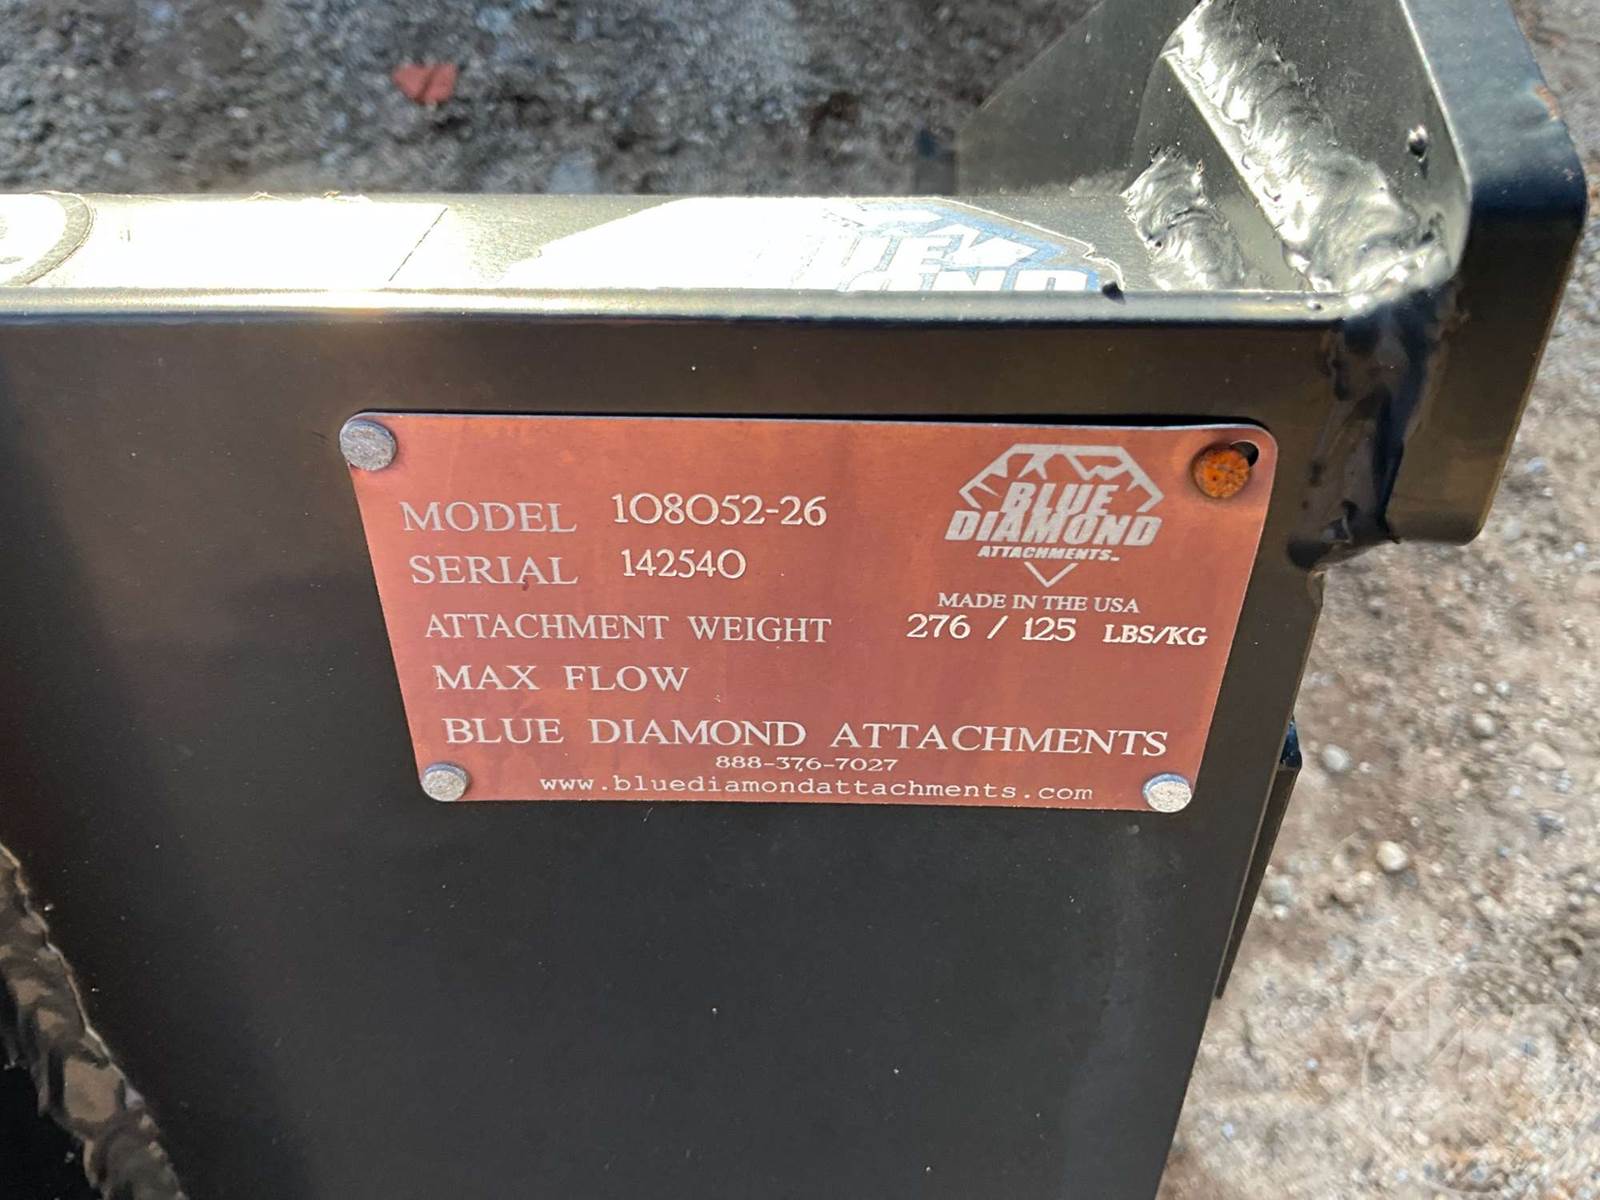 BLUE
DIAMOND
ATTACHMENTS
MODEL 108052-26
SERIAL 142540
MADE IN THE USA
ATTACHMENT WEIGHT 276 / 125 LBS/KG
MAX FLOW
BLUE DIAMOND ATTACHMENTS
888-376-7027
www.bluediamondattachments.com